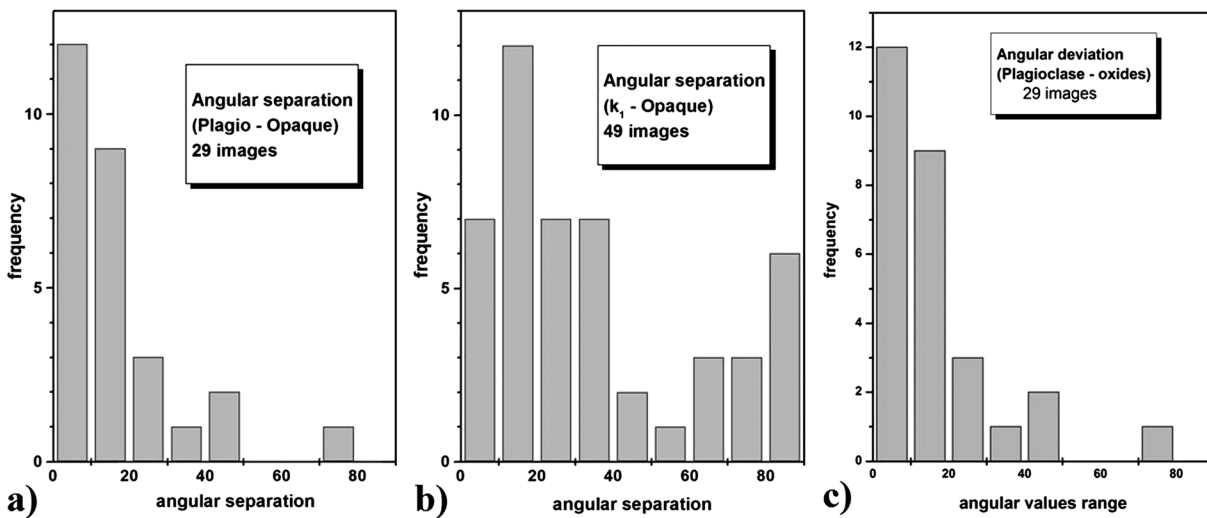 Angular separation
(Plagio - Opaque)
29 images
frequency
10
5
0
0 20 40 60 80
angular separation
a)
Angular separation
(k1 - Opaque)
49 images
frequency
10
5
0
0 20 40 60 80
angular separation
b)
Angular deviation
(Plagioclase - oxides)
29 images
frequency
12
10
8
6
4
2
0
0 20 40 60 80
angular values range
c)